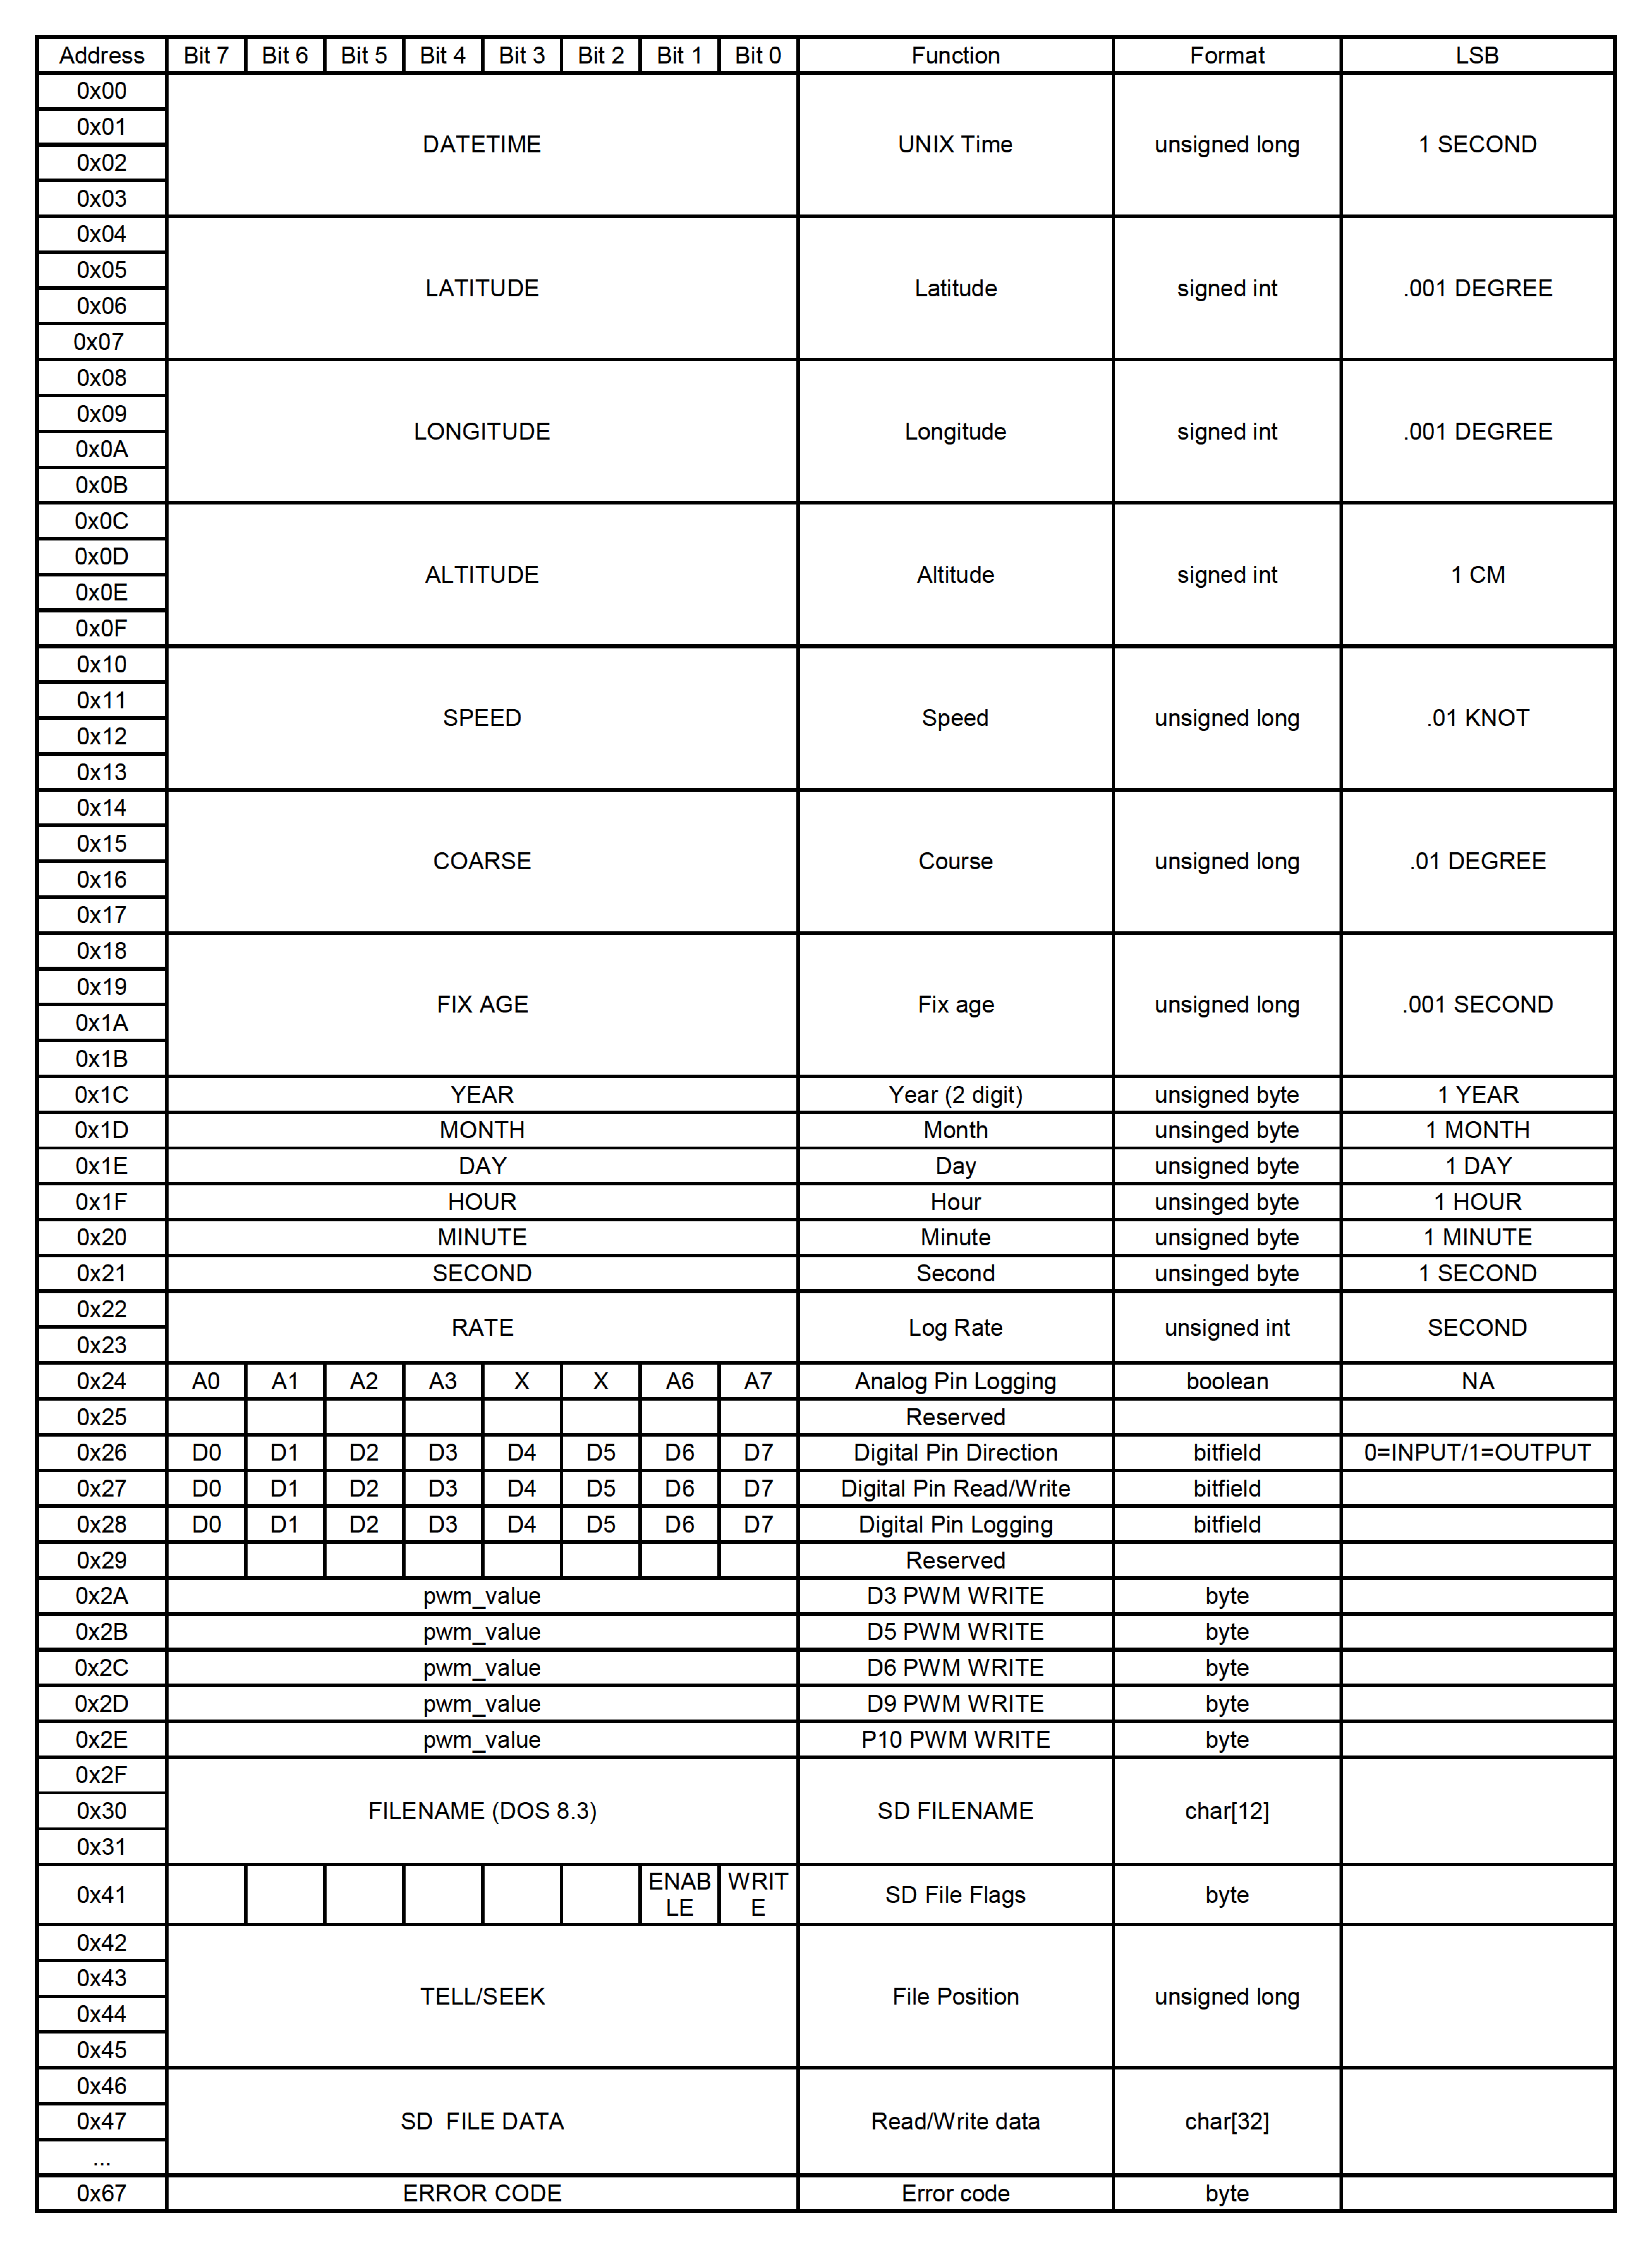 Address Bit 7 Bit 6 Bit 5 Bit 4 Bit 3 Bit 2 Bit 1 Bit 0 Function Format LSB
0x00
0x01
DATETIME UNIX Time unsigned long 1 SECOND
0x02
0x03
0x04
0x05
LATITUDE Latitude signed int .001 DEGREE
0x06
0x07
0x08
0x09
LONGITUDE Longitude signed int .001 DEGREE
0x0A
0x0B
0x0C
0x0D
ALTITUDE Altitude signed int 1 CM
0x0E
0x0F
0x10
0x11
SPEED Speed unsigned long .01 KNOT
0x12
0x13
0x14
0x15
COARSE Course unsigned long .01 DEGREE
0x16
0x17
0x18
0x19
FIX AGE Fix age unsigned long .001 SECOND
0x1A
0x1B
0x1C YEAR Year (2 digit) unsigned byte 1 YEAR
0x1D MONTH Month unsinged byte 1 MONTH
0x1E DAY Day unsigned byte 1 DAY
0x1F HOUR Hour unsinged byte 1 HOUR
0x20 MINUTE Minute unsigned byte 1 MINUTE
0x21 SECOND Second unsinged byte 1 SECOND
0x22
RATE Log Rate unsigned int SECOND
0x23
0x24 A0 A1 A2 A3 X X A6 A7 Analog Pin Logging boolean NA
0x25 Reserved
0x26 D0 D1 D2 D3 D4 D5 D6 D7 Digital Pin Direction bitfield 0=INPUT/1=OUTPUT
0x27 D0 D1 D2 D3 D4 D5 D6 D7 Digital Pin Read/Write bitfield
0x28 D0 D1 D2 D3 D4 D5 D6 D7 Digital Pin Logging bitfield
0x29 Reserved
0x2A pwm_value D3 PWM WRITE byte
0x2B pwm_value D5 PWM WRITE byte
0x2C pwm_value D6 PWM WRITE byte
0x2D pwm_value D9 PWM WRITE byte
0x2E pwm_value P10 PWM WRITE byte
0x2F
0x30 FILENAME (DOS 8.3) SD FILENAME char[12]
0x31
0x41 ENAB WRIT SD File Flags byte
LE E
0x42
0x43
TELL/SEEK File Position unsigned long
0x44
0x45
0x46
0x47 SD FILE DATA Read/Write data char[32]
...
0x67 ERROR CODE Error code byte